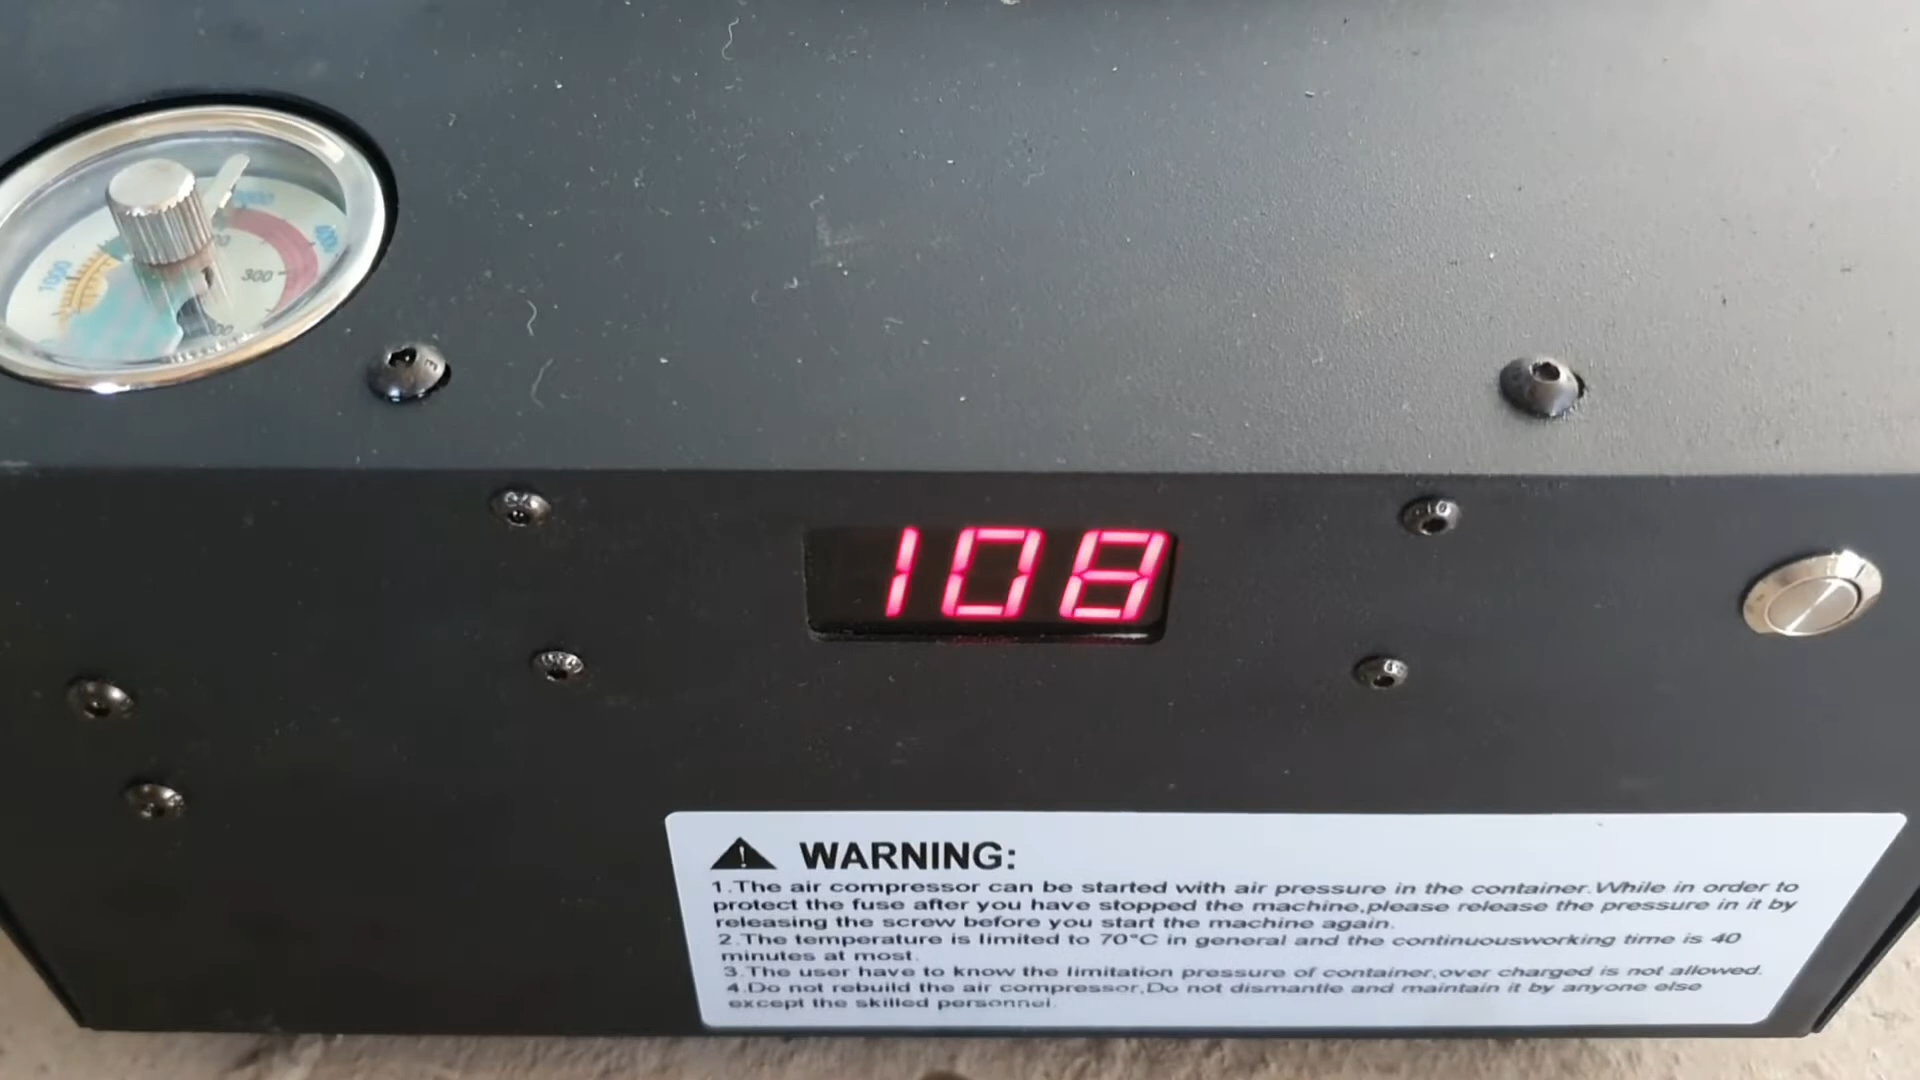 1000
300
108
WARNING:
1.The air compressor can be started with air pressure in the container.While in order to
protect the fuse after you have stopped the machine,please release the pressure in it by
releasing the screw before you start the machine again.
2.The temperature is limited to 70°C in general and the continuousworking time is 40
minutes at most.
3.The user have to know the limitation pressure of container,over charged is not allowed.
4.Do not rebuild the air compressor,Do not dismantle and maintain it by anyone else
except the skilled personnel.